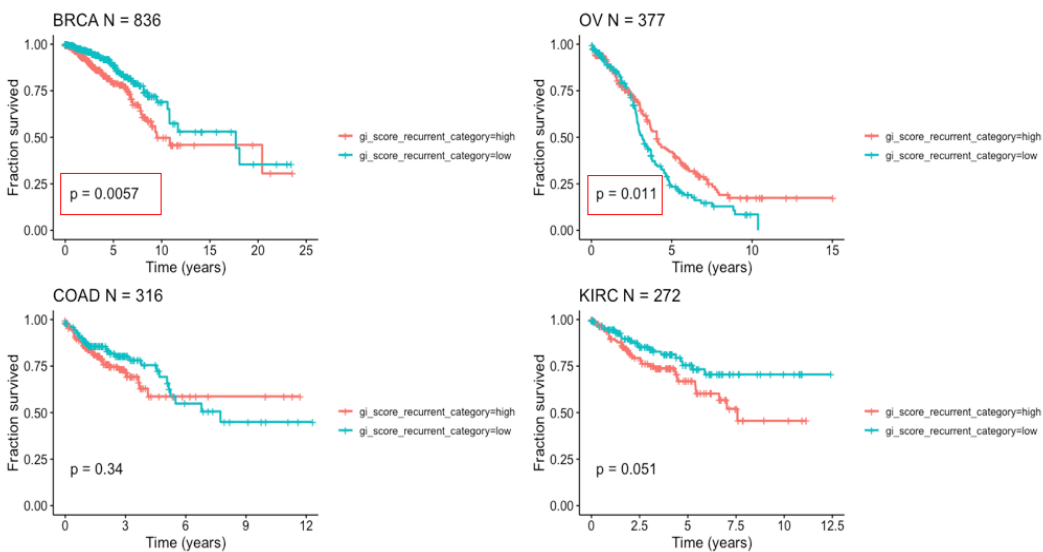 BRCA N = 836
1.00
0.75
0.50
0.25
0.00
Fraction survived
p = 0.0057
0 5 10 15 20 25
Time (years)
gi_score_recurrent_category=high
gi_score_recurrent_category=low
OV N = 377
1.00
0.75
0.50
0.25
0.00
Fraction survived
p = 0.011
0 5 10 15
Time (years)
gi_score_recurrent_category=high
gi_score_recurrent_category=low
COAD N = 316
1.00
0.75
0.50
0.25
0.00
Fraction survived
p = 0.34
0 3 6 9 12
Time (years)
gi_score_recurrent_category=high
gi_score_recurrent_category=low
KIRC N = 272
1.00
0.75
0.50
0.25
0.00
Fraction survived
p = 0.051
0 2.5 5 7.5 10 12.5
Time (years)
gi_score_recurrent_category=high
gi_score_recurrent_category=low